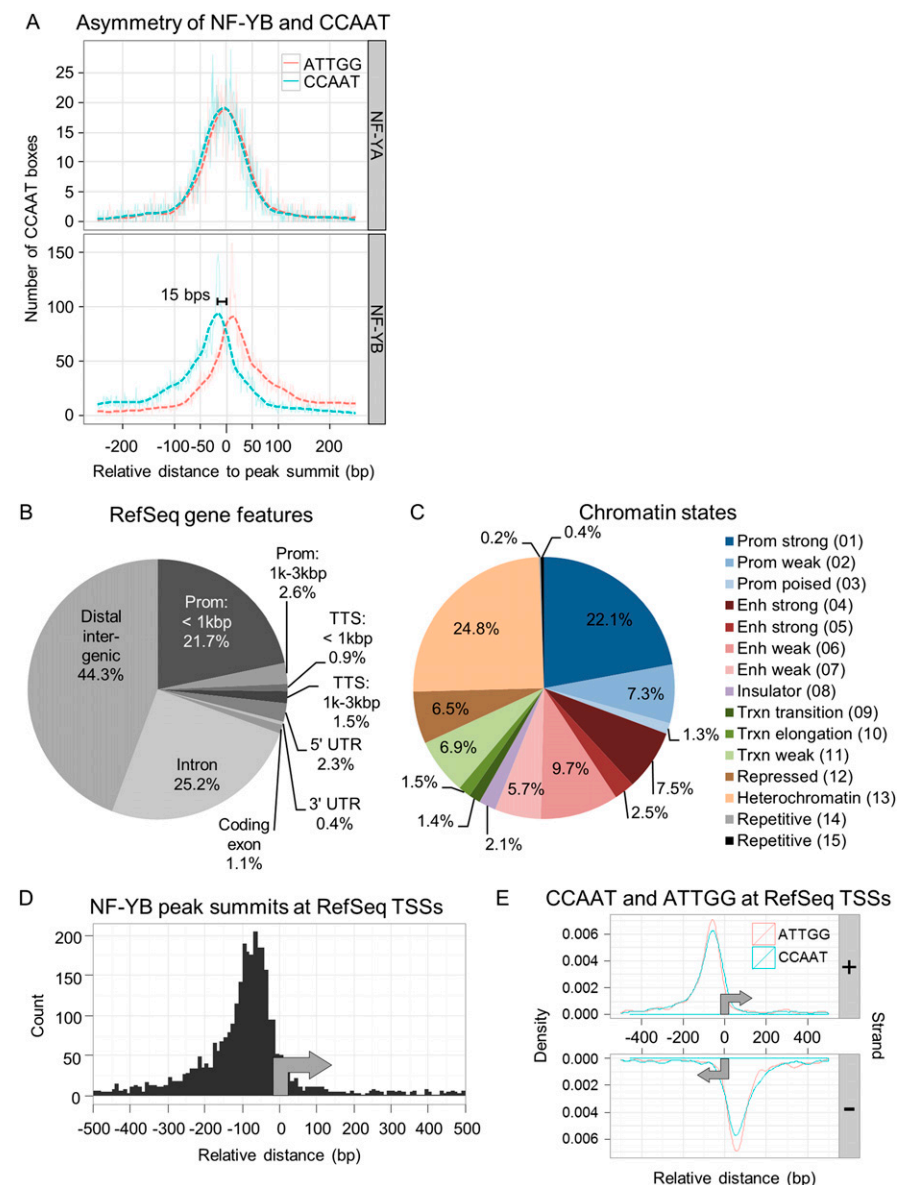 A
Asymmetry of NF-YB and CCAAT
Number of CCAAT boxes
25
20
15
10
5
0
ATTGG
CCAAT
NF-YA
150
100
50
0
15 bps
NF-YB
-200 -100 -50 0 50 100 200
Relative distance to peak summit (bp)
B
RefSeq gene features
Prom:
1k-3kbp
2.6%
Prom:
< 1kbp
21.7%
Distal
inter-
genic
44.3%
TTS:
< 1kbp
0.9%
TTS:
1k-3kbp
1.5%
5' UTR
2.3%
3' UTR
0.4%
Intron
25.2%
Coding
exon
1.1%
C
Chromatin states
0.2%
0.4%
22.1%
7.3%
1.3%
7.5%
2.5%
9.7%
5.7%
2.1%
1.4%
1.5%
6.9%
6.5%
24.8%
Prom strong (01)
Prom weak (02)
Prom poised (03)
Enh strong (04)
Enh strong (05)
Enh weak (06)
Enh weak (07)
Insulator (08)
Trxn transition (09)
Trxn elongation (10)
Trxn weak (11)
Repressed (12)
Heterochromatin (13)
Repetitive (14)
Repetitive (15)
D
NF-YB peak summits at RefSeq TSSs
Count
200
150
100
50
0
-500 -400 -300 -200 -100 0 100 200 300 400 500
Relative distance (bp)
E
CCAAT and ATTGG at RefSeq TSSs
Density
0.006
0.004
0.002
0.000
ATTGG
CCAAT
+
-400 -200 0 200 400
Strand
0.000
0.002
0.004
0.006
-
Relative distance (bp)